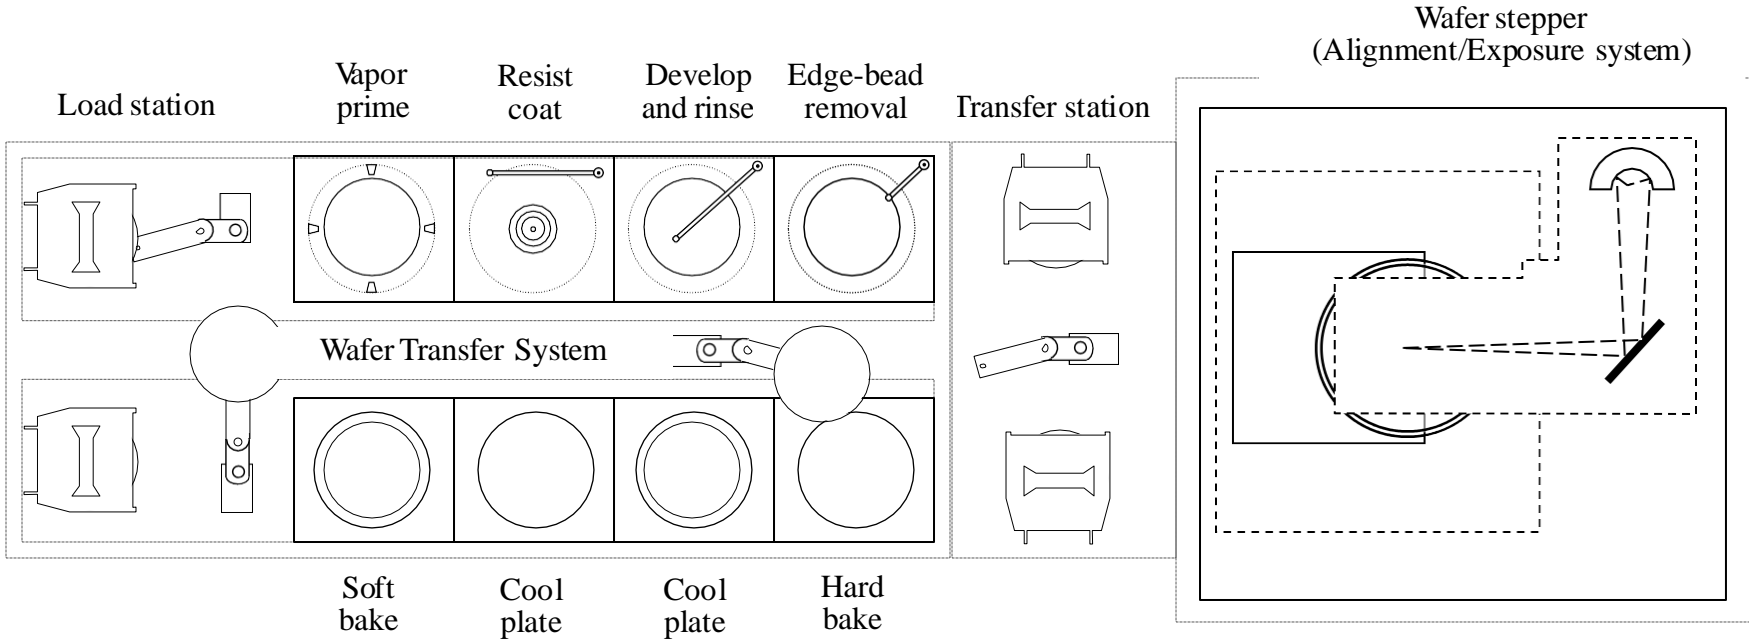 Wafer stepper
(Alignment/Exposure system)
Load station
Vapor
prime
Resist
coat
Develop
and rinse
Edge-bead
removal
Transfer station
Wafer Transfer System
Soft
bake
Cool
plate
Cool
plate
Hard
bake